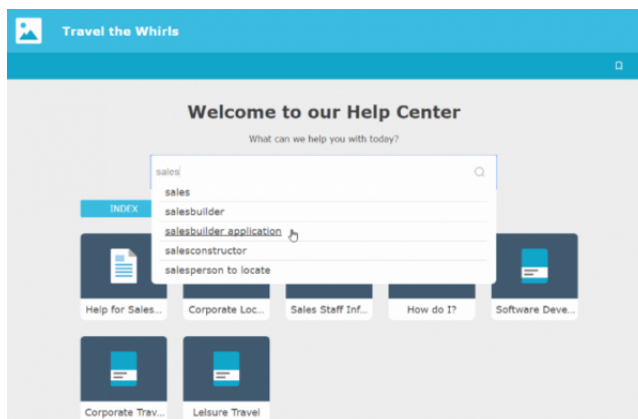 Travel the Whirls
Welcome to our Help Center
What can we help you with today?
sales
sales
salesbuilder
salesbuilder application
salesconstructor
salesperson to locate
INDEX
Help for Sales...
Corporate Loc...
Sales Staff Inf...
How do I?
Software Deve...
Corporate Trav...
Leisure Travel